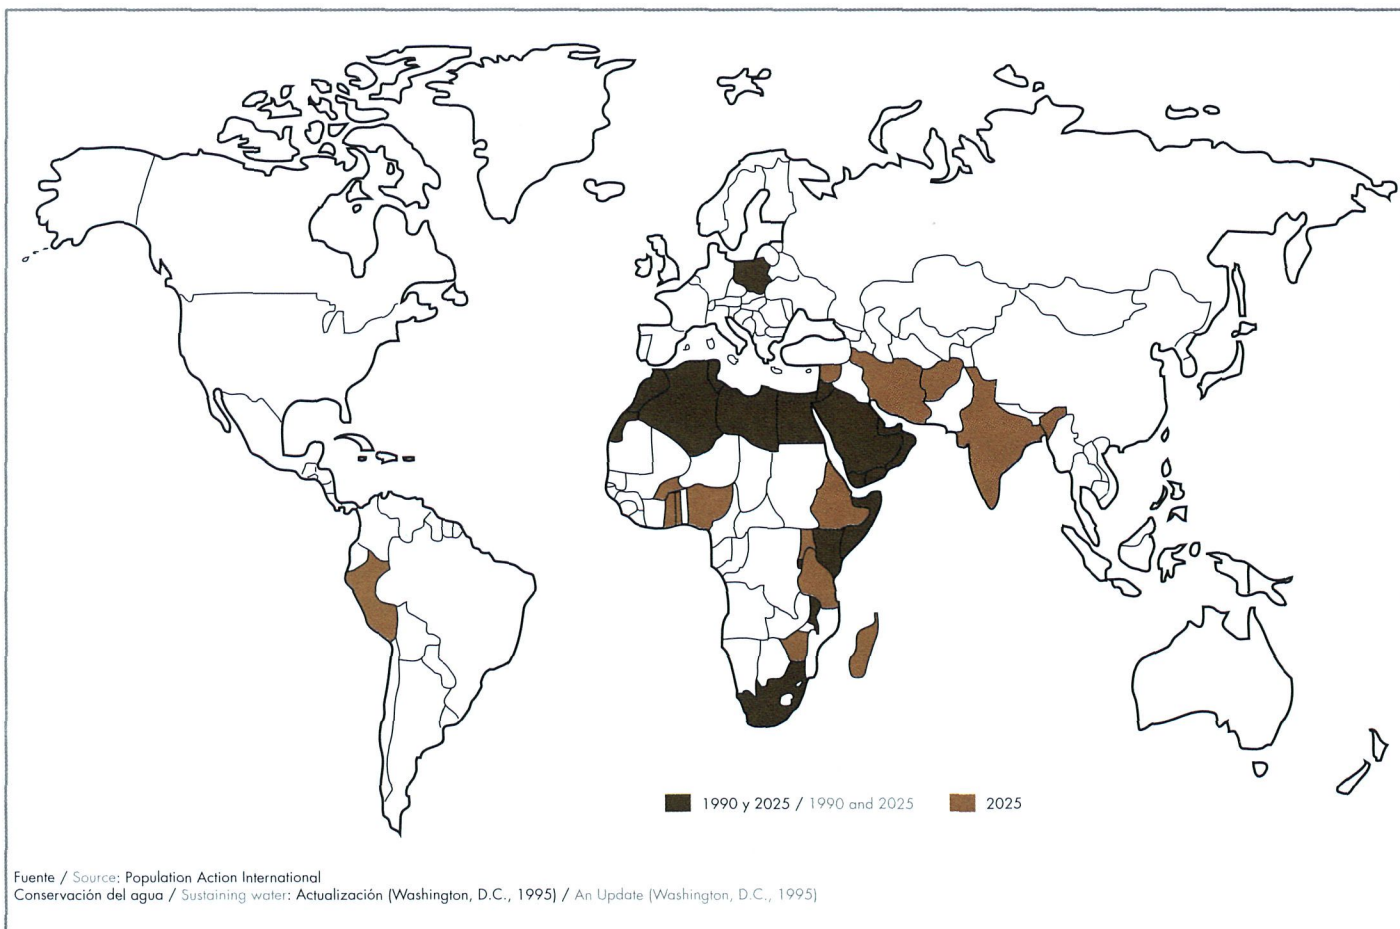 1990 y 2025 / 1990 and 2025
2025
Fuente / Source: Population Action International
Conservación del agua / Sustaining water: Actualización (Washington, D.C., 1995) / An Update (Washington, D.C., 1995)